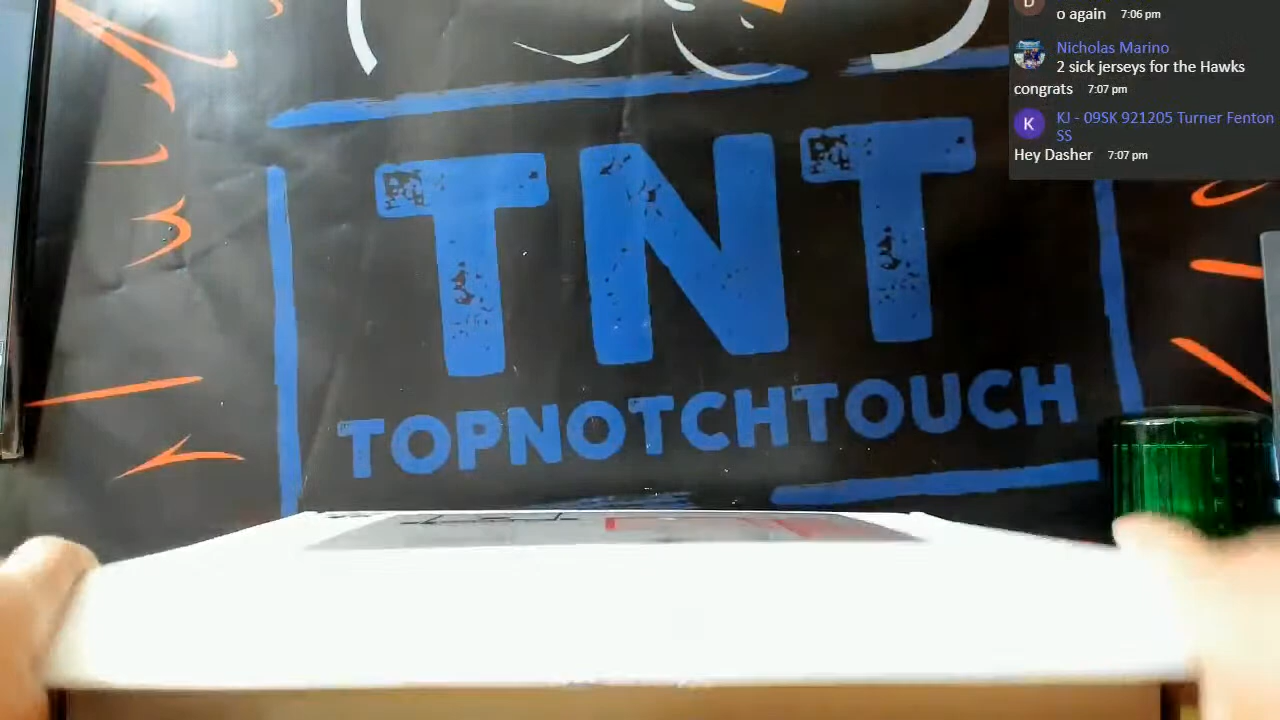 o again 7:06 pm
Nicholas Marino
2 sick jerseys for the Hawks
congrats 7:07 pm
K KJ - 09SK 921205 Turner Fenton
SS
Hey Dasher 7:07 pm
TNT
TOPNOTCHTOUCH